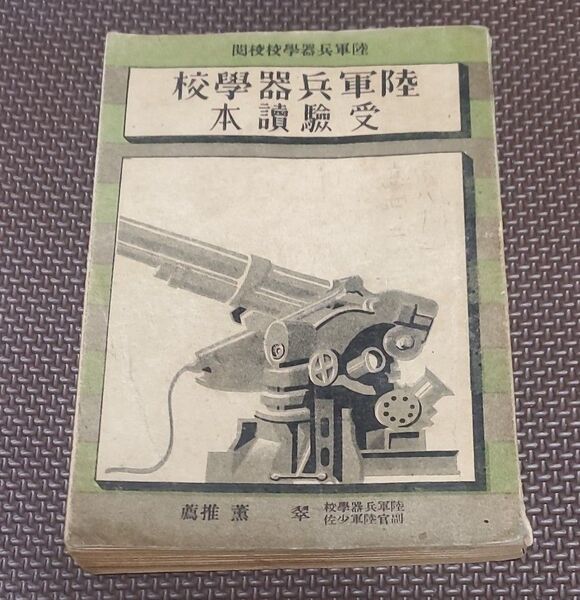 陸軍兵器學校校閲
陸軍兵器學校
受驗讀本
陸軍兵器學校
副官陸軍少佐
翠 薫 推薦